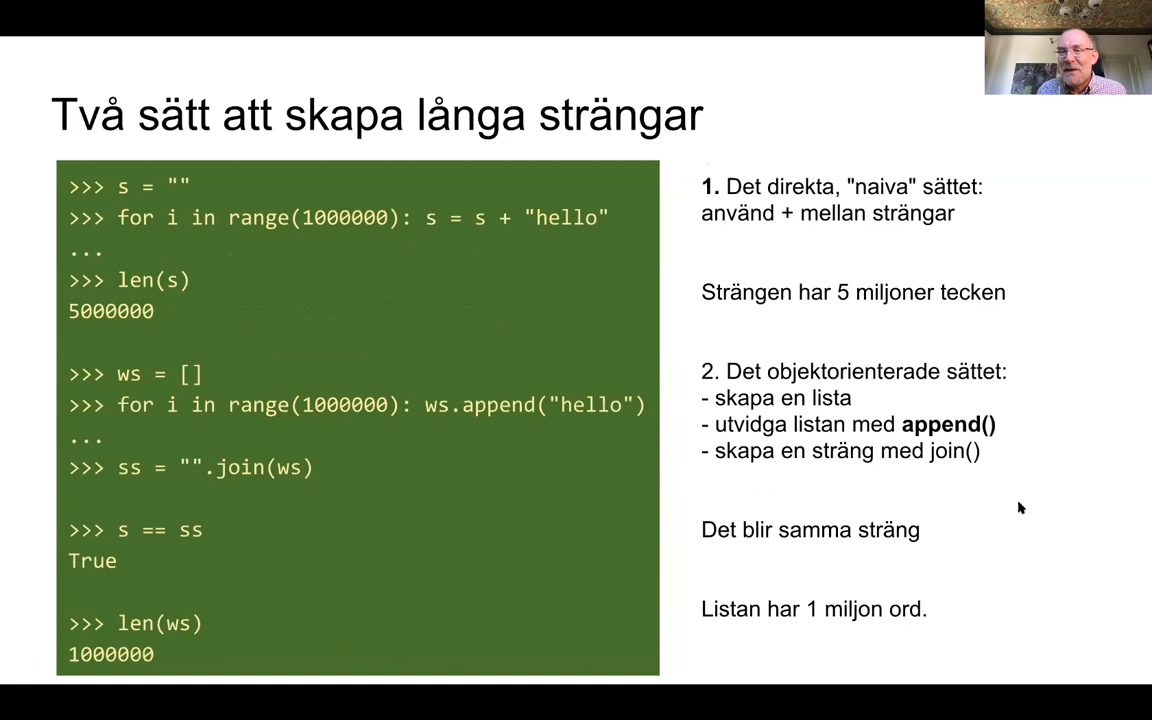 Två sätt att skapa långa strängar
>>> s = ""
>>> for i in range(1000000): s = s + "hello"
...
>>> len(s)
5000000
>>> ws = []
>>> for i in range(1000000): ws.append("hello")
...
>>> ss = "".join(ws)
>>> s == ss
True
>>> len(ws)
1000000
1. Det direkta, "naiva" sättet:
använd + mellan strängar
Strängen har 5 miljoner tecken
2. Det objektorienterade sättet:
- skapa en lista
- utvidga listan med append()
- skapa en sträng med join()
Det blir samma sträng
Listan har 1 miljon ord.